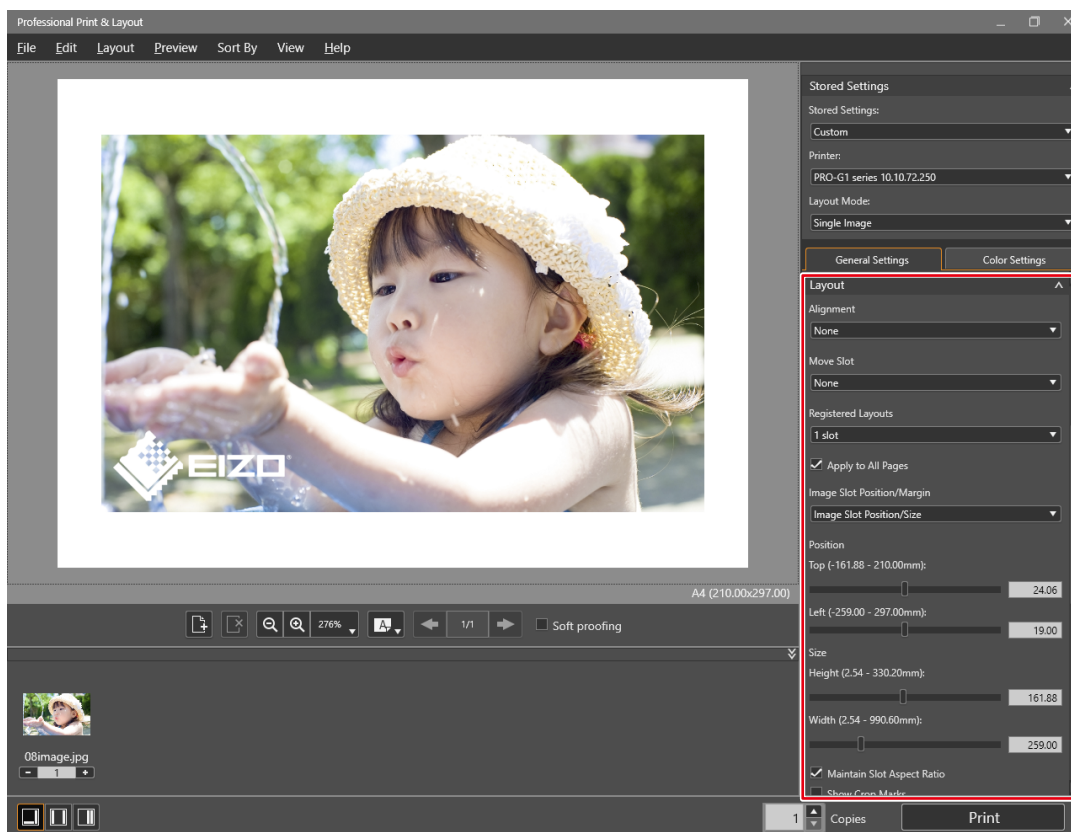 Professional Print & Layout
File Edit Layout Preview Sort By View Help
Stored Settings
Stored Settings:
Custom
Printer:
PRO-G1 series 10.10.72.250
Layout Mode:
Single Image
General Settings Color Settings
Layout
Alignment
None
Move Slot
None
Registered Layouts
1 slot
Apply to All Pages
Image Slot Position/Margin
Image Slot Position/Size
Position
Top (-161.88 - 210.00mm):
24.06
Left (-259.00 - 297.00mm):
19.00
Size
Height (2.54 - 330.20mm):
161.88
Width (2.54 - 990.60mm):
259.00
Maintain Slot Aspect Ratio
Show Crop Marks
EIZO
A4 (210.00x297.00)
276% A 1/1 Soft proofing
08image.jpg
- 1 +
1 Copies Print